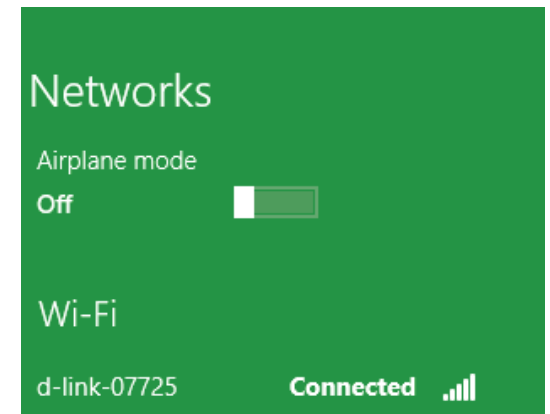 Networks
Airplane mode
Off
Wi-Fi
d-link-07725 Connected